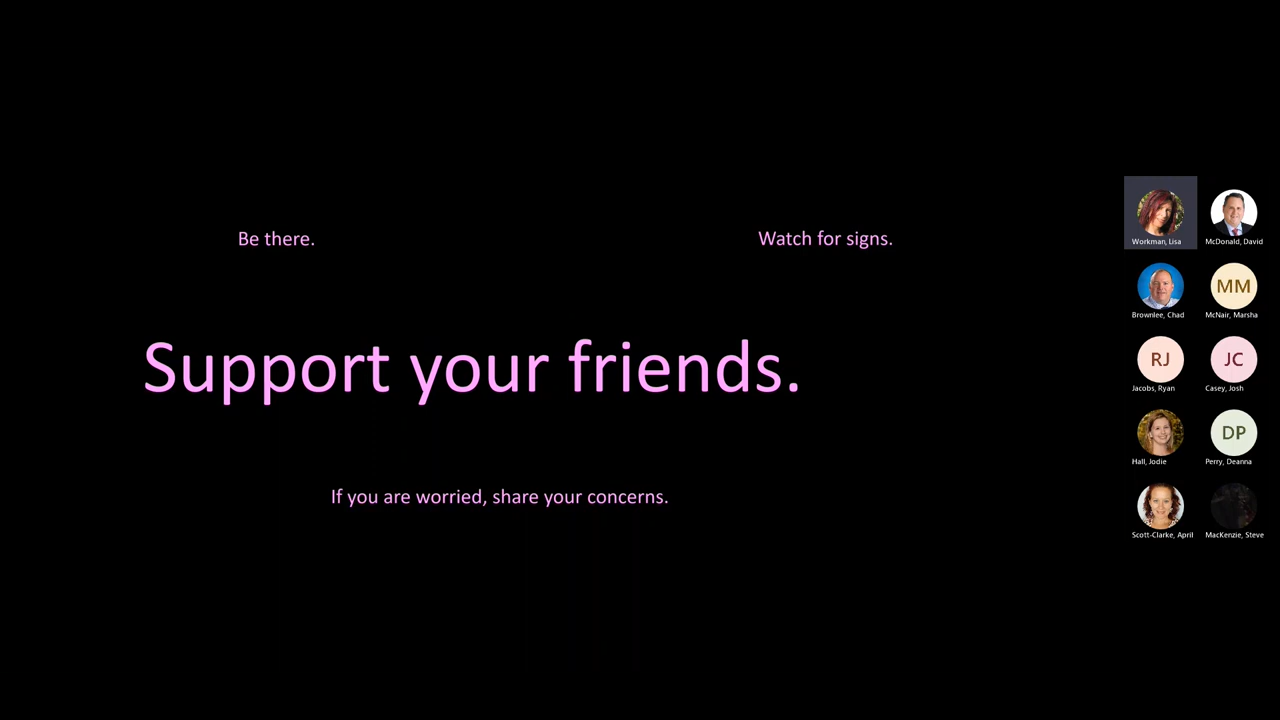 Be there.
Watch for signs.
Support your friends.
If you are worried, share your concerns.
Workman, Lisa
McDonald, David
Brownlee, Chad
MM
McNair, Marsha
RJ
Jacobs, Ryan
JC
Casey, Josh
Hall, Jodie
DP
Perry, Deanna
Scott-Clarke, April
MacKenzie, Steve